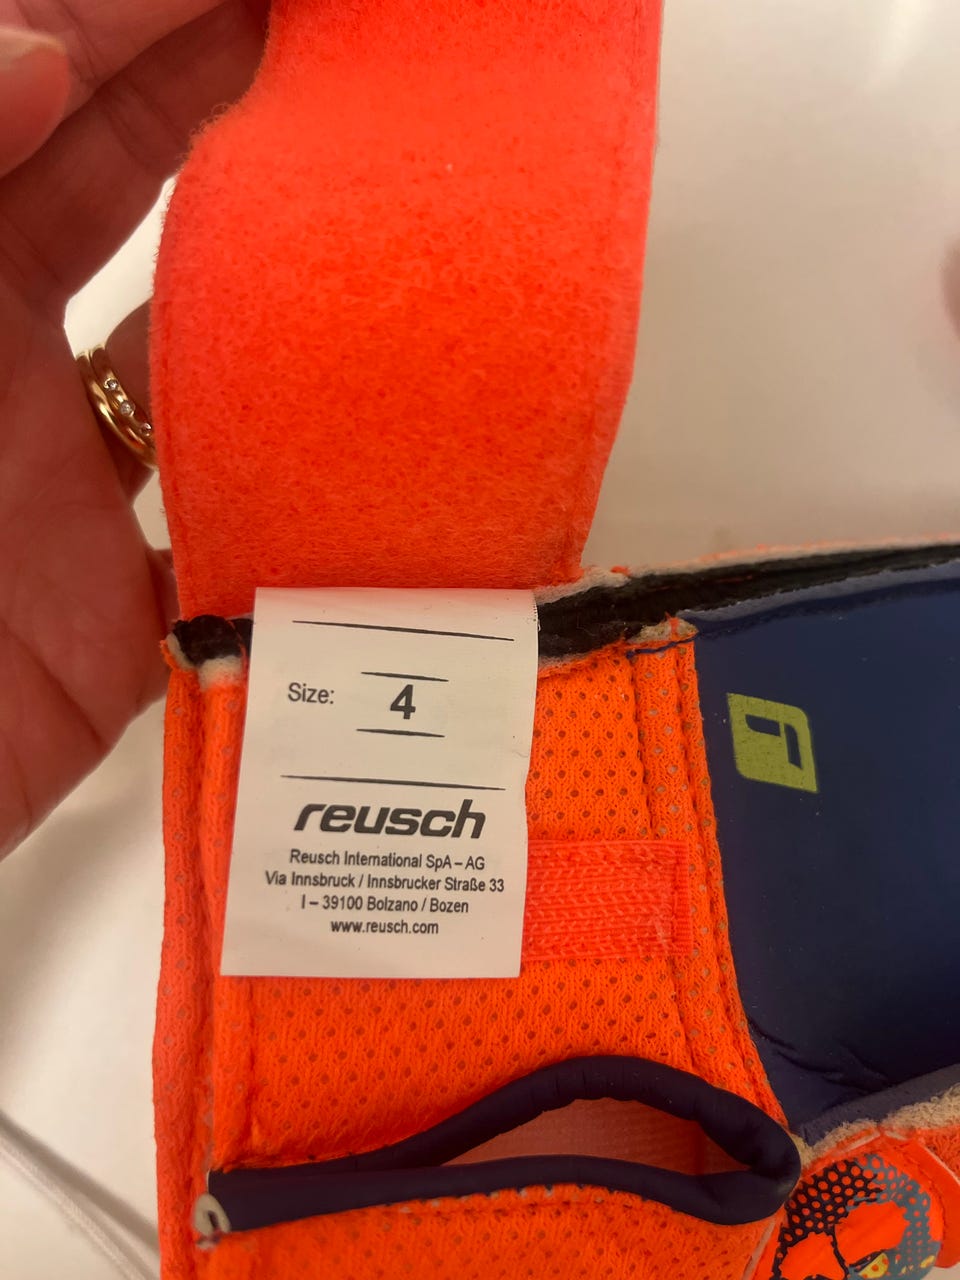 Size: 4
reusch
Reusch International SpA – AG
Via Innsbruck / Innsbrucker Straße 33
I – 39100 Bolzano / Bozen
www.reusch.com